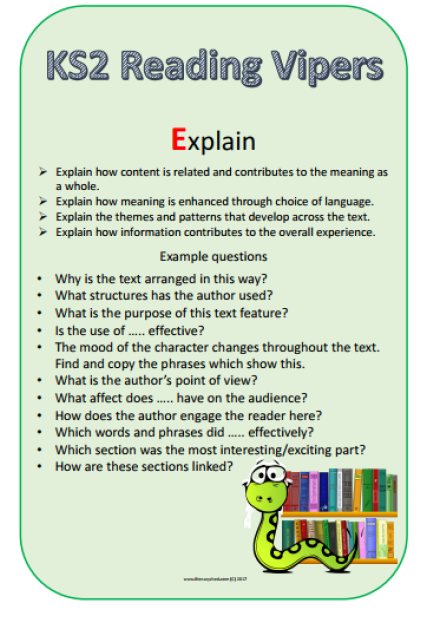 KS2 Reading Vipers
Explain
➤ Explain how content is related and contributes to the meaning as
a whole.
➤ Explain how meaning is enhanced through choice of language.
➤ Explain the themes and patterns that develop across the text.
➤ Explain how information contributes to the overall experience.
Example questions
• Why is the text arranged in this way?
• What structures has the author used?
• What is the purpose of this text feature?
• Is the use of ..... effective?
• The mood of the character changes throughout the text.
Find and copy the phrases which show this.
• What is the author's point of view?
• What affect does ..... have on the audience?
• How does the author engage the reader here?
• Which words and phrases did ..... effectively?
• Which section was the most interesting/exciting part?
• How are these sections linked?
www.literacyshed.com (C) 2017